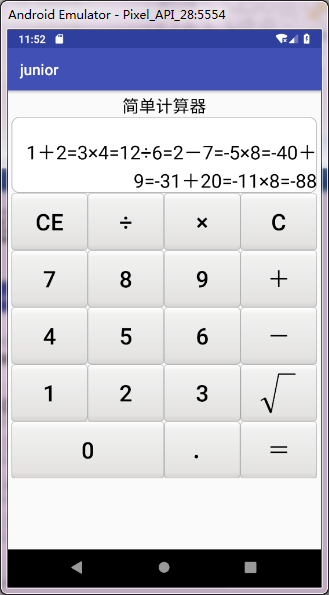 Android Emulator - Pixel_API_28:5554
11:52
junior
简单计算器
1＋2=3×4=12÷6=2－7=-5×8=-40＋
9=-31＋20=-11×8=-88
CE ÷ × C
7 8 9 ＋
4 5 6 －
1 2 3 √
0 . ＝